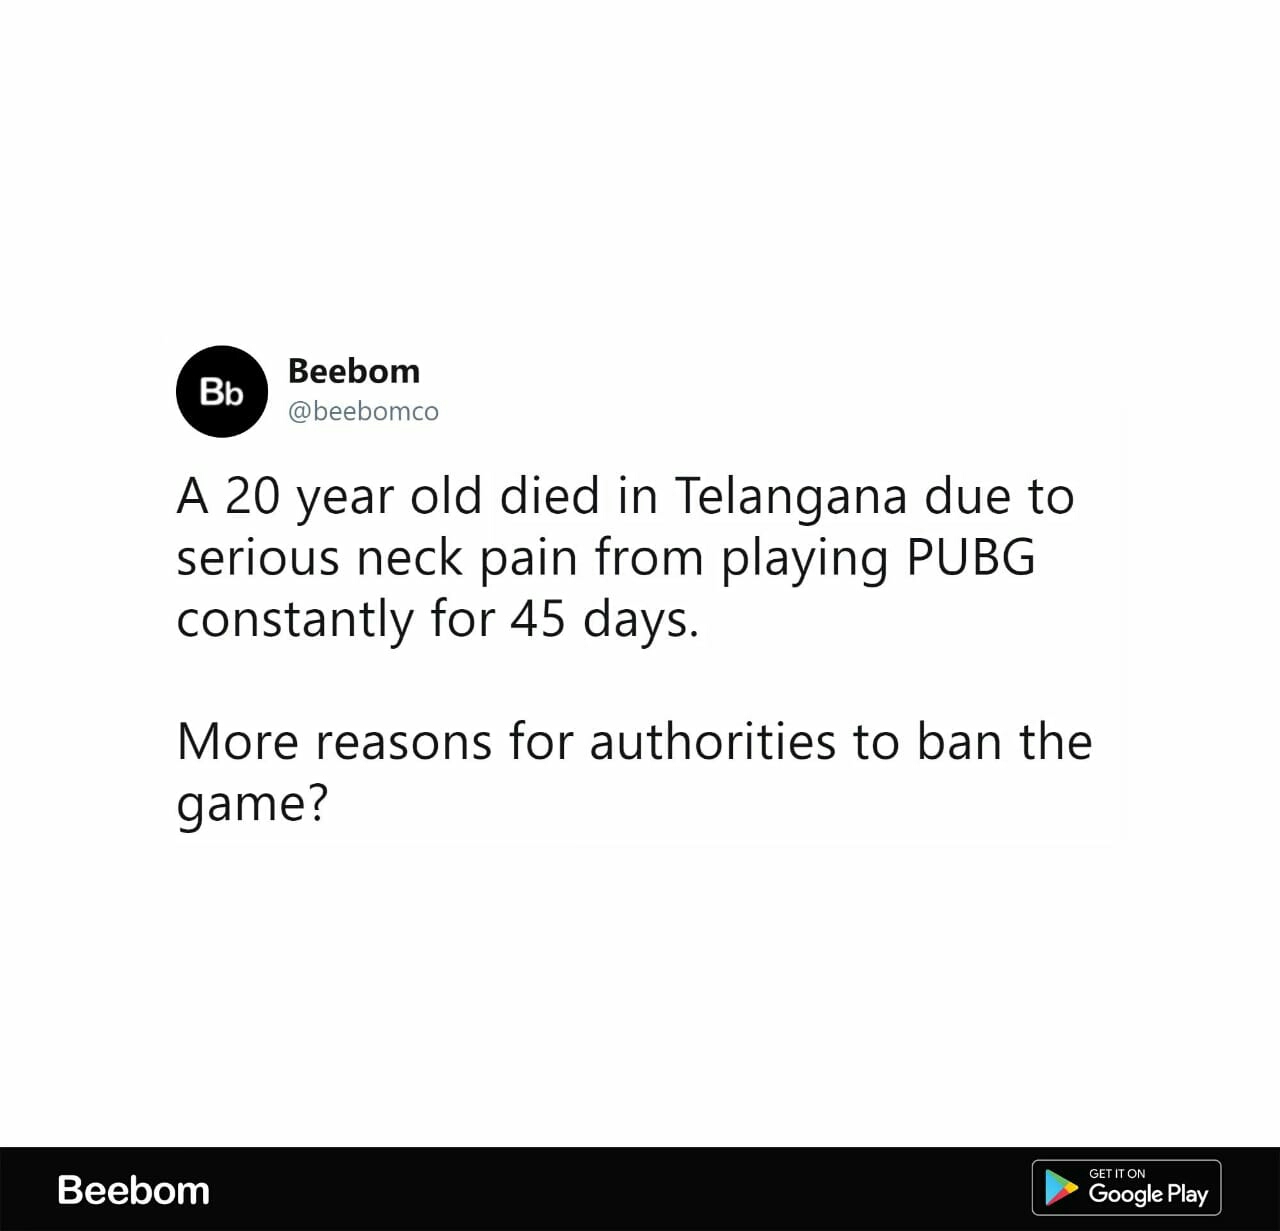 Bb
Beebom
@beebomco
A 20 year old died in Telangana due to
serious neck pain from playing PUBG
constantly for 45 days.
More reasons for authorities to ban the
game?
Beebom
GET IT ON
Google Play